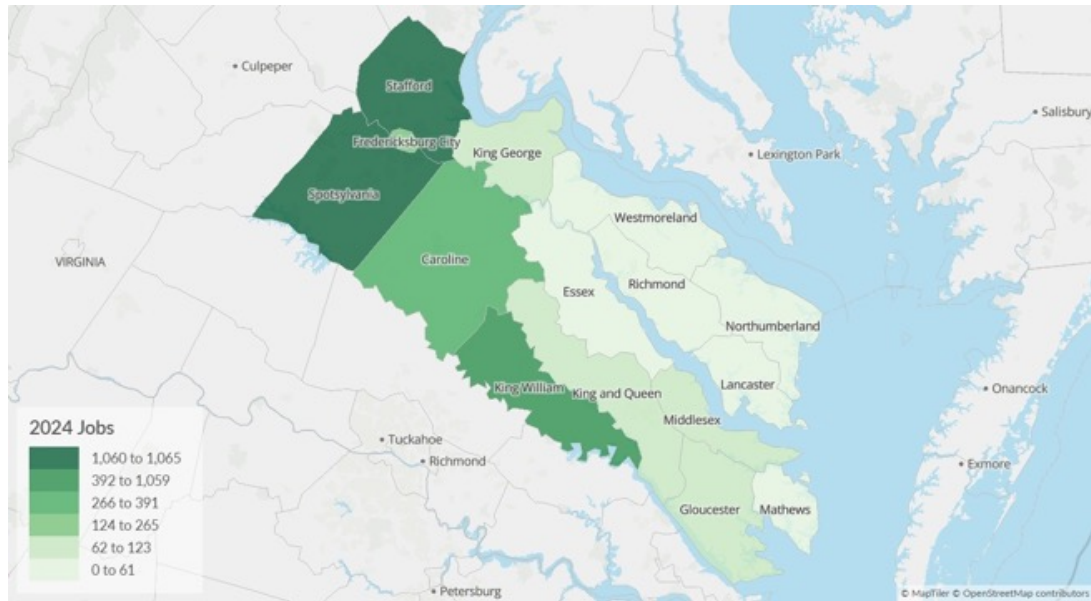 Culpeper
Stafford
Salisbury
Fredericksburg City
King George
Lexington Park
Spotsylvania
Westmoreland
VIRGINIA
Caroline
Essex
Richmond
Northumberland
Lancaster
King William
King and Queen
Onancock
Middlesex
2024 Jobs
1,060 to 1,065
392 to 1,059
266 to 391
124 to 265
62 to 123
0 to 61
Tuckahoe
Richmond
Exmore
Gloucester
Mathews
Petersburg
© MapTiler © OpenStreetMap contributors